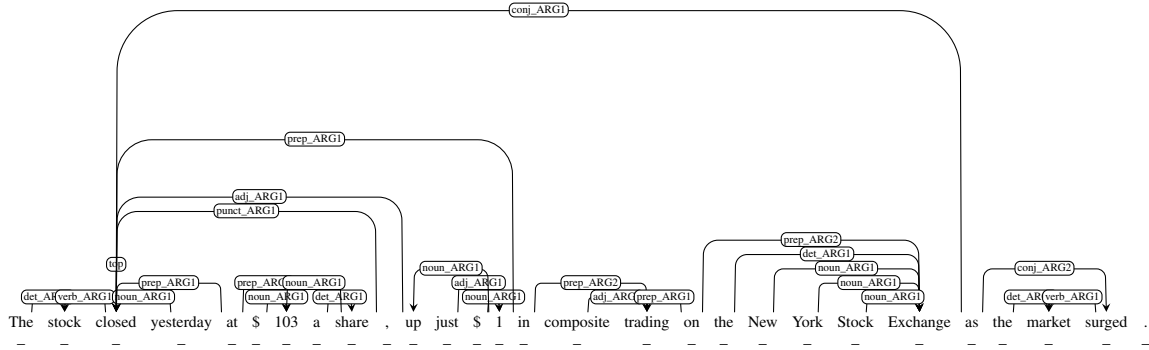 conj_ARG1
prep_ARG1
adj_ARG1
punct_ARG1
prep_ARG2
det_ARG1
top noun_ARG1 noun_ARG1 conj_ARG2
prep_ARG1 noun_ARG1 adj_ARG1 prep_ARG2 noun_ARG1
verb_ARG1 noun_ARG1 noun_ARG1 det_ARG1 noun_ARG1 prep_ARG1 noun_ARG1 verb_ARG1
The stock closed yesterday at $ 103 a share , up just $ 1 in composite trading on the New York Stock Exchange as the market surged .
_ _ _ _ _ _ _ _ _ _ _ _ _ _ _ _ _ _ _ _ _ _ _ _ _ _ _ _ _